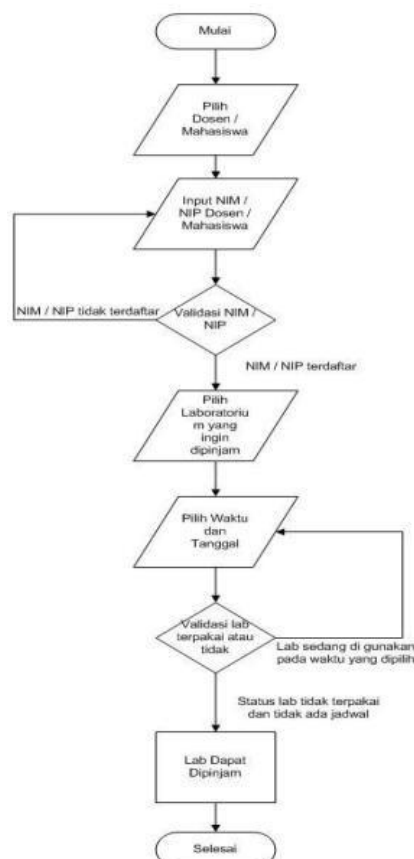 Mulai
Pilih
Dosen /
Mahasiswa
Input NIM /
NIP Dosen /
Mahasiswa
NIM / NIP tidak terdaftar
Validasi NIM /
NIP
NIM / NIP terdaftar
Pilih
Laboratoriu
m yang
ingin
dipinjam
Pilih Waktu
dan
Tanggal
Validasi lab
terpakai atau
tidak
Lab sedang di gunakan
pada waktu yang dipilih
Status lab tidak terpakai
dan tidak ada jadwal
Lab Dapat
Dipinjam
Selesai